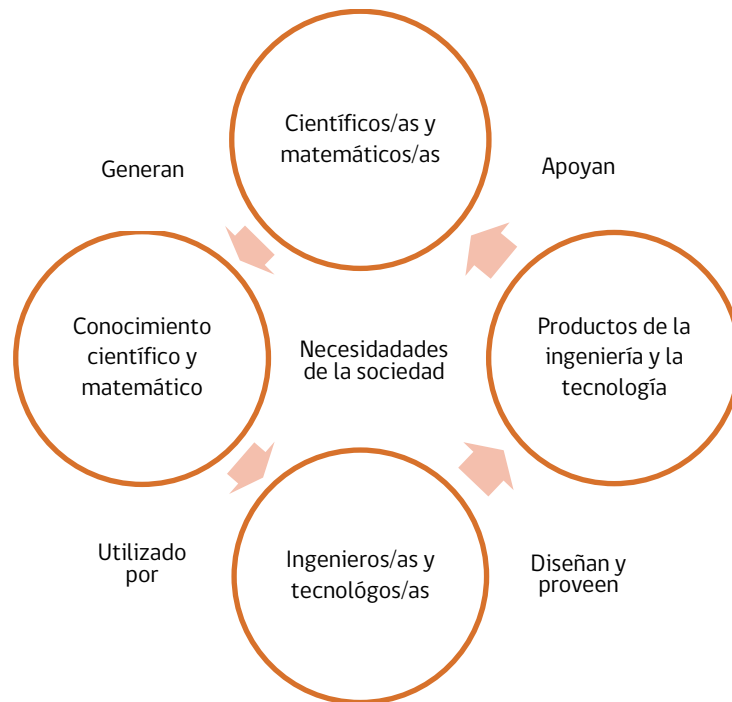 Científicos/as y
matemáticos/as
Generan
Apoyan
Conocimiento
científico y
matemático
Necesidadades
de la sociedad
Productos de la
ingeniería y la
tecnología
Utilizado
por
Ingenieros/as y
tecnológos/as
Diseñan y
proveen